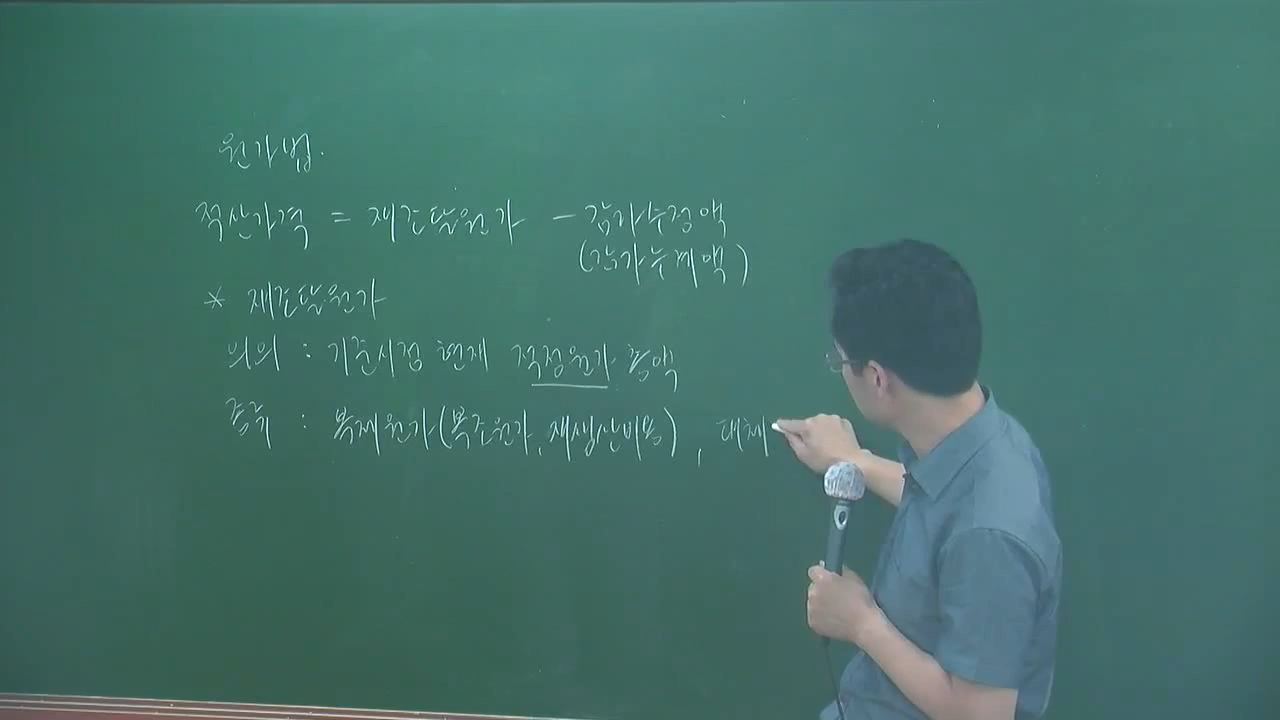 원가법.
적산가격 = 재조달원가 - 감가수정액
(감가누계액)
* 재조달원가
의의 : 기준시점 현재 적정원가 총액
종류 : 복제원가(복조원가, 재생산비용), 대체